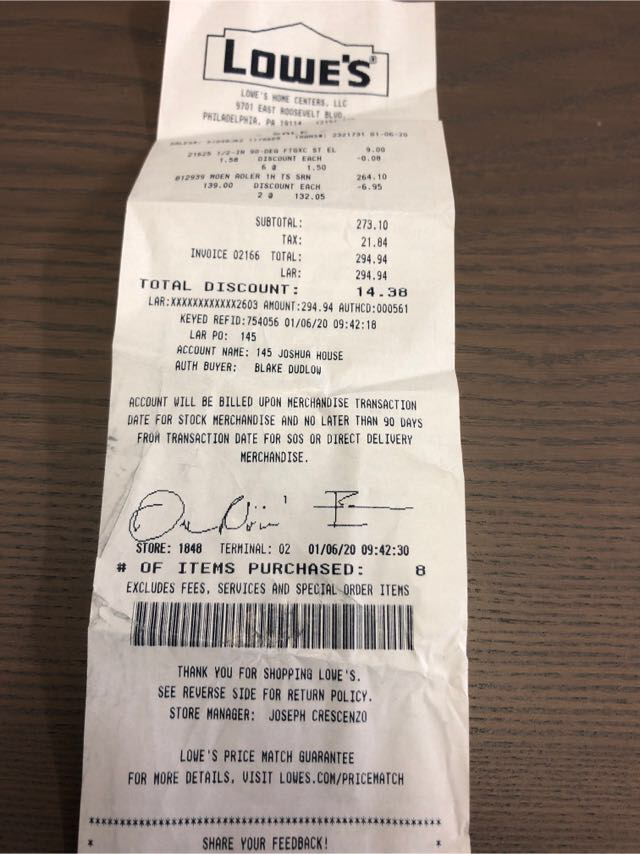 LOWE'S
LOWE'S HOME CENTERS, LLC
9701 EAST ROOSEVELT BLVD.
PHILADELPHIA, PA 19114
2321731 01-06-20
21625 1/2-IN 90-DEG FTGXC ST EL 9.00
1.58 DISCOUNT EACH -0.08
6 @ 1.50
812939 MOEN ADLER 1H TS SRN 264.10
139.00 DISCOUNT EACH -6.95
2 @ 132.05
SUBTOTAL: 273.10
TAX: 21.84
INVOICE 02166 TOTAL: 294.94
LAR: 294.94
TOTAL DISCOUNT: 14.38
LAR:XXXXXXXXXXXX2603 AMOUNT:294.94 AUTHCD:000561
KEYED REFID:754056 01/06/20 09:42:18
LAR PO: 145
ACCOUNT NAME: 145 JOSHUA HOUSE
AUTH BUYER: BLAKE DUDLOW
ACCOUNT WILL BE BILLED UPON MERCHANDISE TRANSACTION
DATE FOR STOCK MERCHANDISE AND NO LATER THAN 90 DAYS
FROM TRANSACTION DATE FOR SOS OR DIRECT DELIVERY
MERCHANDISE.
STORE: 1848 TERMINAL: 02 01/06/20 09:42:30
# OF ITEMS PURCHASED: 8
EXCLUDES FEES, SERVICES AND SPECIAL ORDER ITEMS
THANK YOU FOR SHOPPING LOWE'S.
SEE REVERSE SIDE FOR RETURN POLICY.
STORE MANAGER: JOSEPH CRESCENZO
LOWE'S PRICE MATCH GUARANTEE
FOR MORE DETAILS, VISIT LOWES.COM/PRICEMATCH
* SHARE YOUR FEEDBACK! *